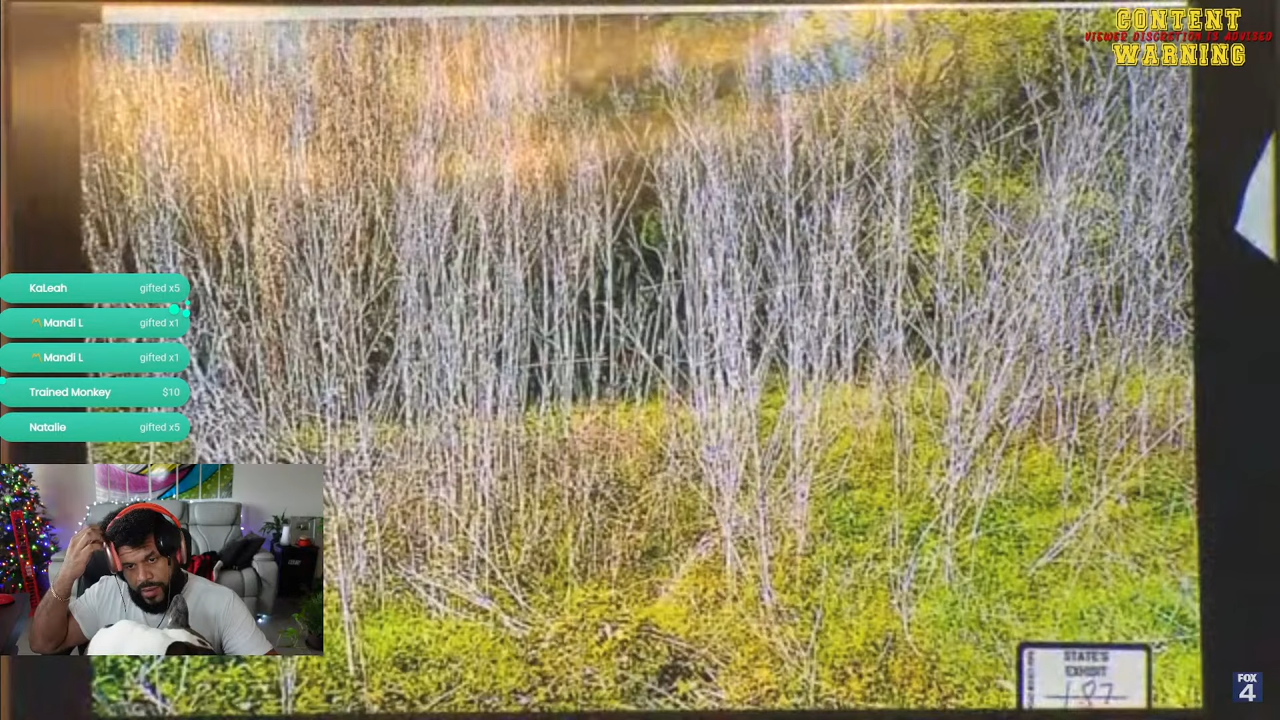 CONTENT
VIEWER DISCRETION IS ADVISED
WARNING
KaLeah gifted x5
Mandi L gifted x1
Mandi L gifted x1
Trained Monkey $10
Natalie gifted x5
STATE'S
EXHIBIT
187
FOX
4